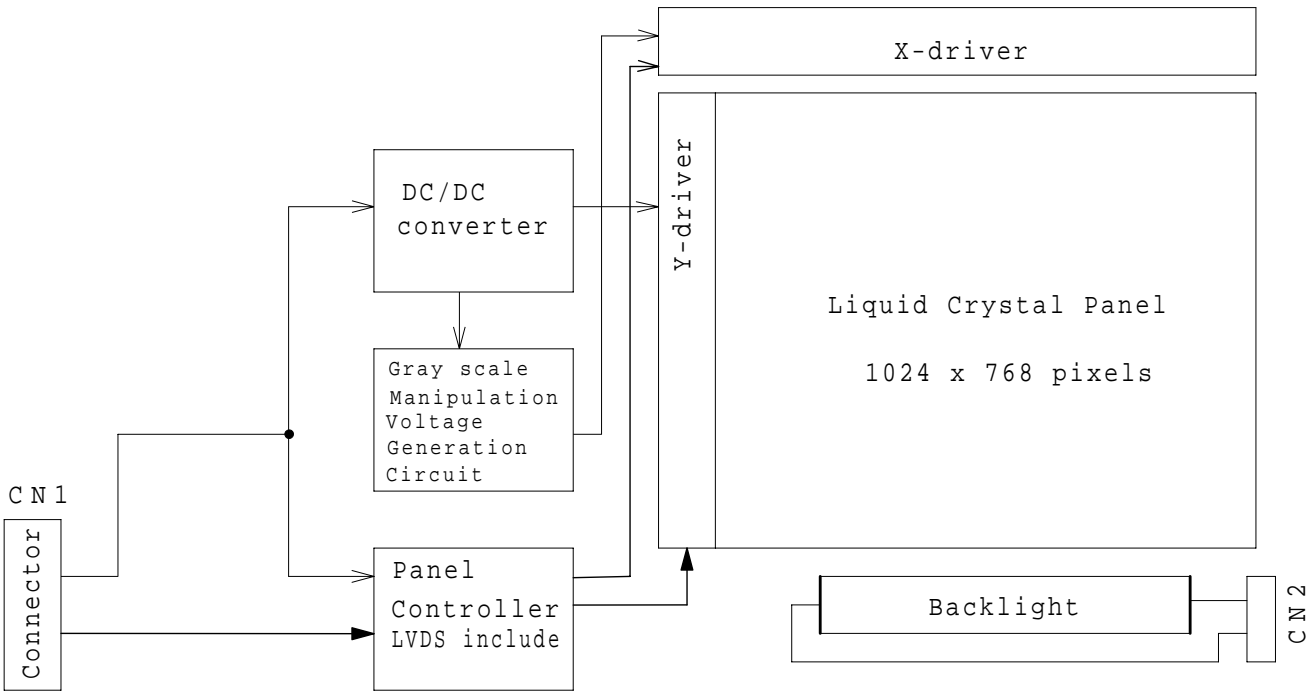 X-driver
Y-driver
DC/DC
converter
Liquid Crystal Panel
1024 x 768 pixels
Gray scale
Manipulation
Voltage
Generation
Circuit
CN1
Connector
Panel
Controller
LVDS include
Backlight
CN2